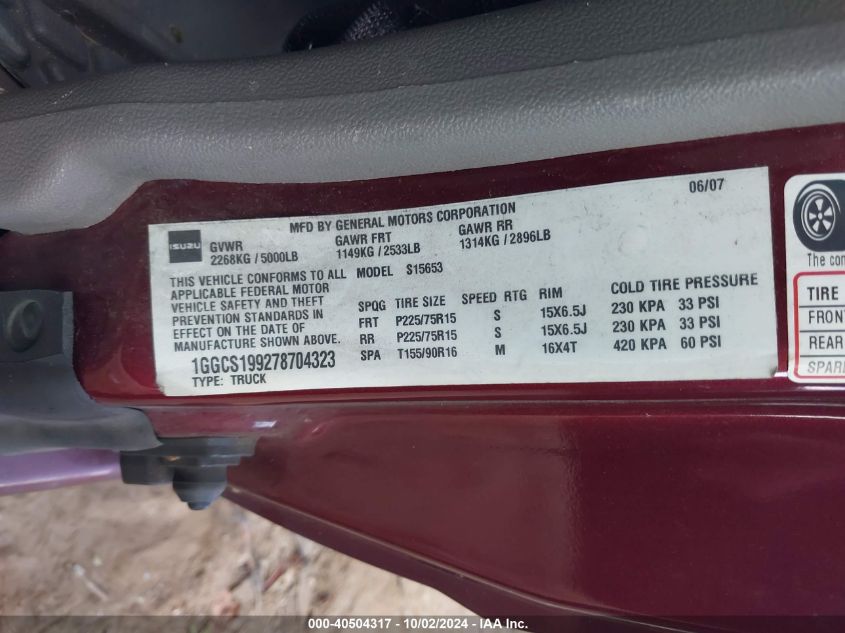 06/07
MFD BY GENERAL MOTORS CORPORATION
ISUZU
GVWR GAWR FRT GAWR RR
2268KG / 5000LB 1149KG / 2533LB 1314KG / 2896LB
THIS VEHICLE CONFORMS TO ALL
APPLICABLE FEDERAL MOTOR
VEHICLE SAFETY AND THEFT
PREVENTION STANDARDS IN
EFFECT ON THE DATE OF
MANUFACTURE SHOWN ABOVE.
MODEL S15653
SPQG TIRE SIZE SPEED RTG RIM COLD TIRE PRESSURE
FRT P225/75R15 S 15X6.5J 230 KPA 33 PSI
RR P225/75R15 S 15X6.5J 230 KPA 33 PSI
SPA T155/90R16 M 16X4T 420 KPA 60 PSI
1GGCS199278704323
TYPE: TRUCK
The con
TIRE
FRONT
REAR
SPARE
000-40504317 - 10/02/2024 - IAA Inc.